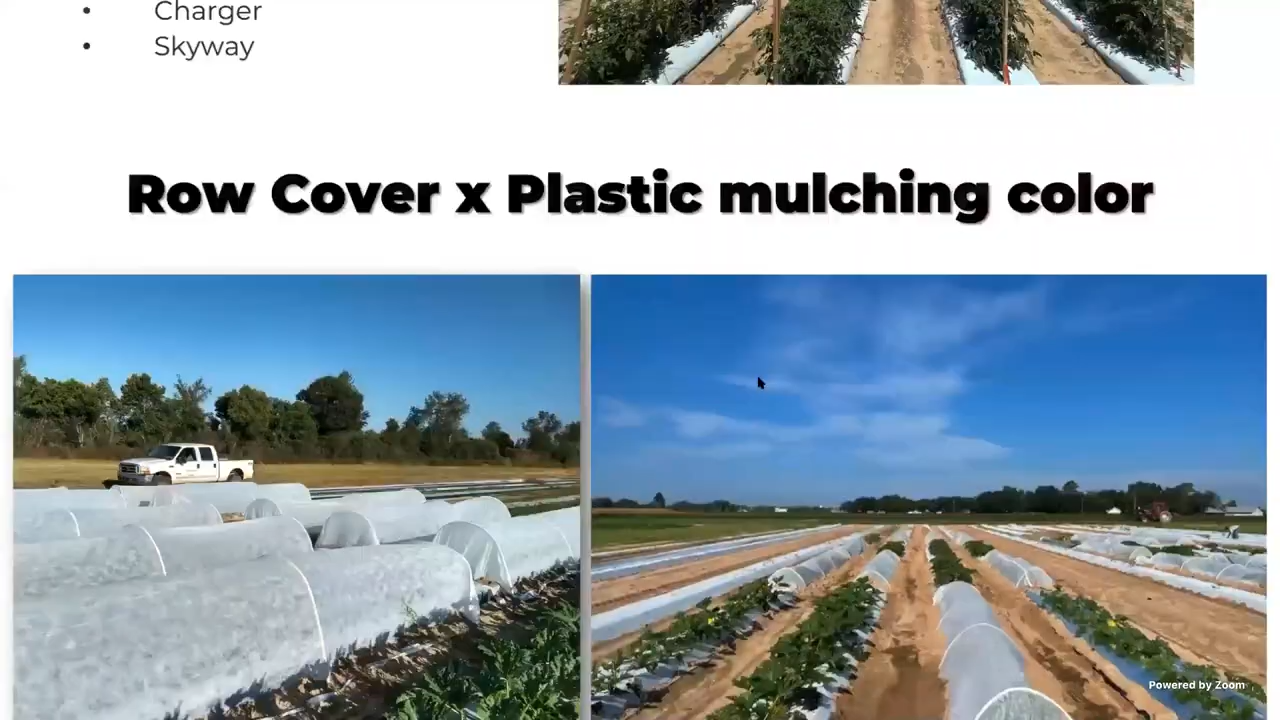 • Charger
• Skyway
Row Cover x Plastic mulching color
Powered by Zoom